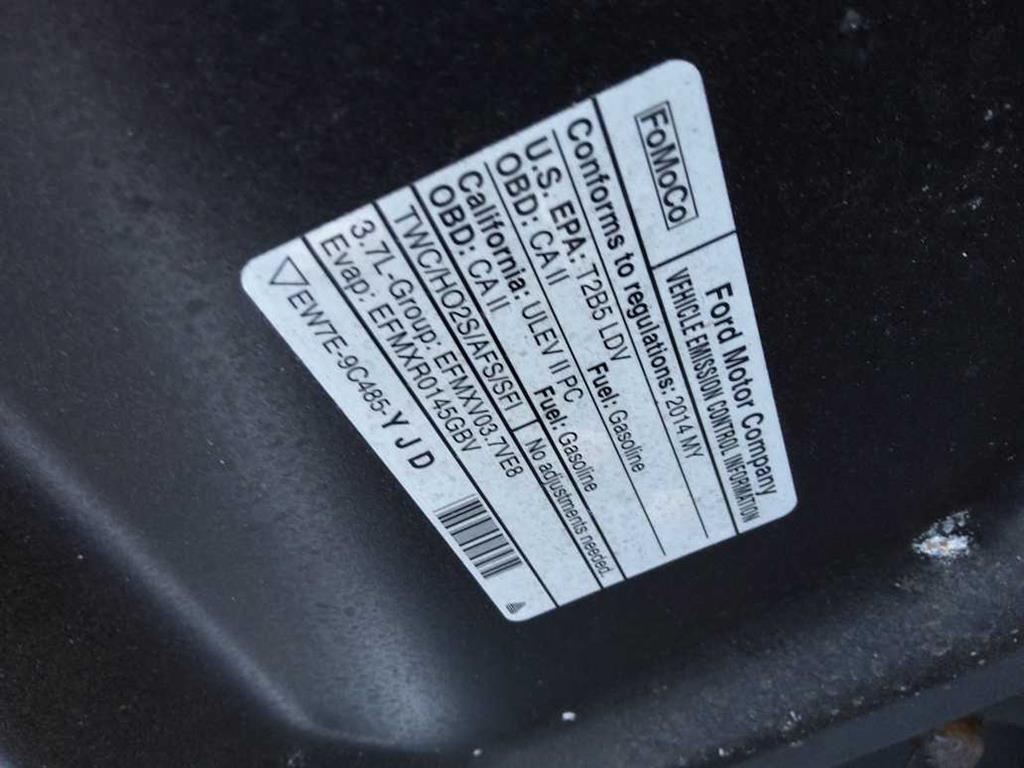 FoMoCo
Ford Motor Company
VEHICLE EMISSION CONTROL INFORMATION
Conforms to regulations: 2014 MY
U.S. EPA: T2B5 LDV Fuel: Gasoline
OBD: CA II
California: ULEV II PC Fuel: Gasoline
OBD: CA II
TWC/HO2S/AFS/SFI No adjustments needed.
3.7L-Group: EFMXV03.7VE8
Evap: EFMXR0145GBV
EW7E-9C485-Y J D